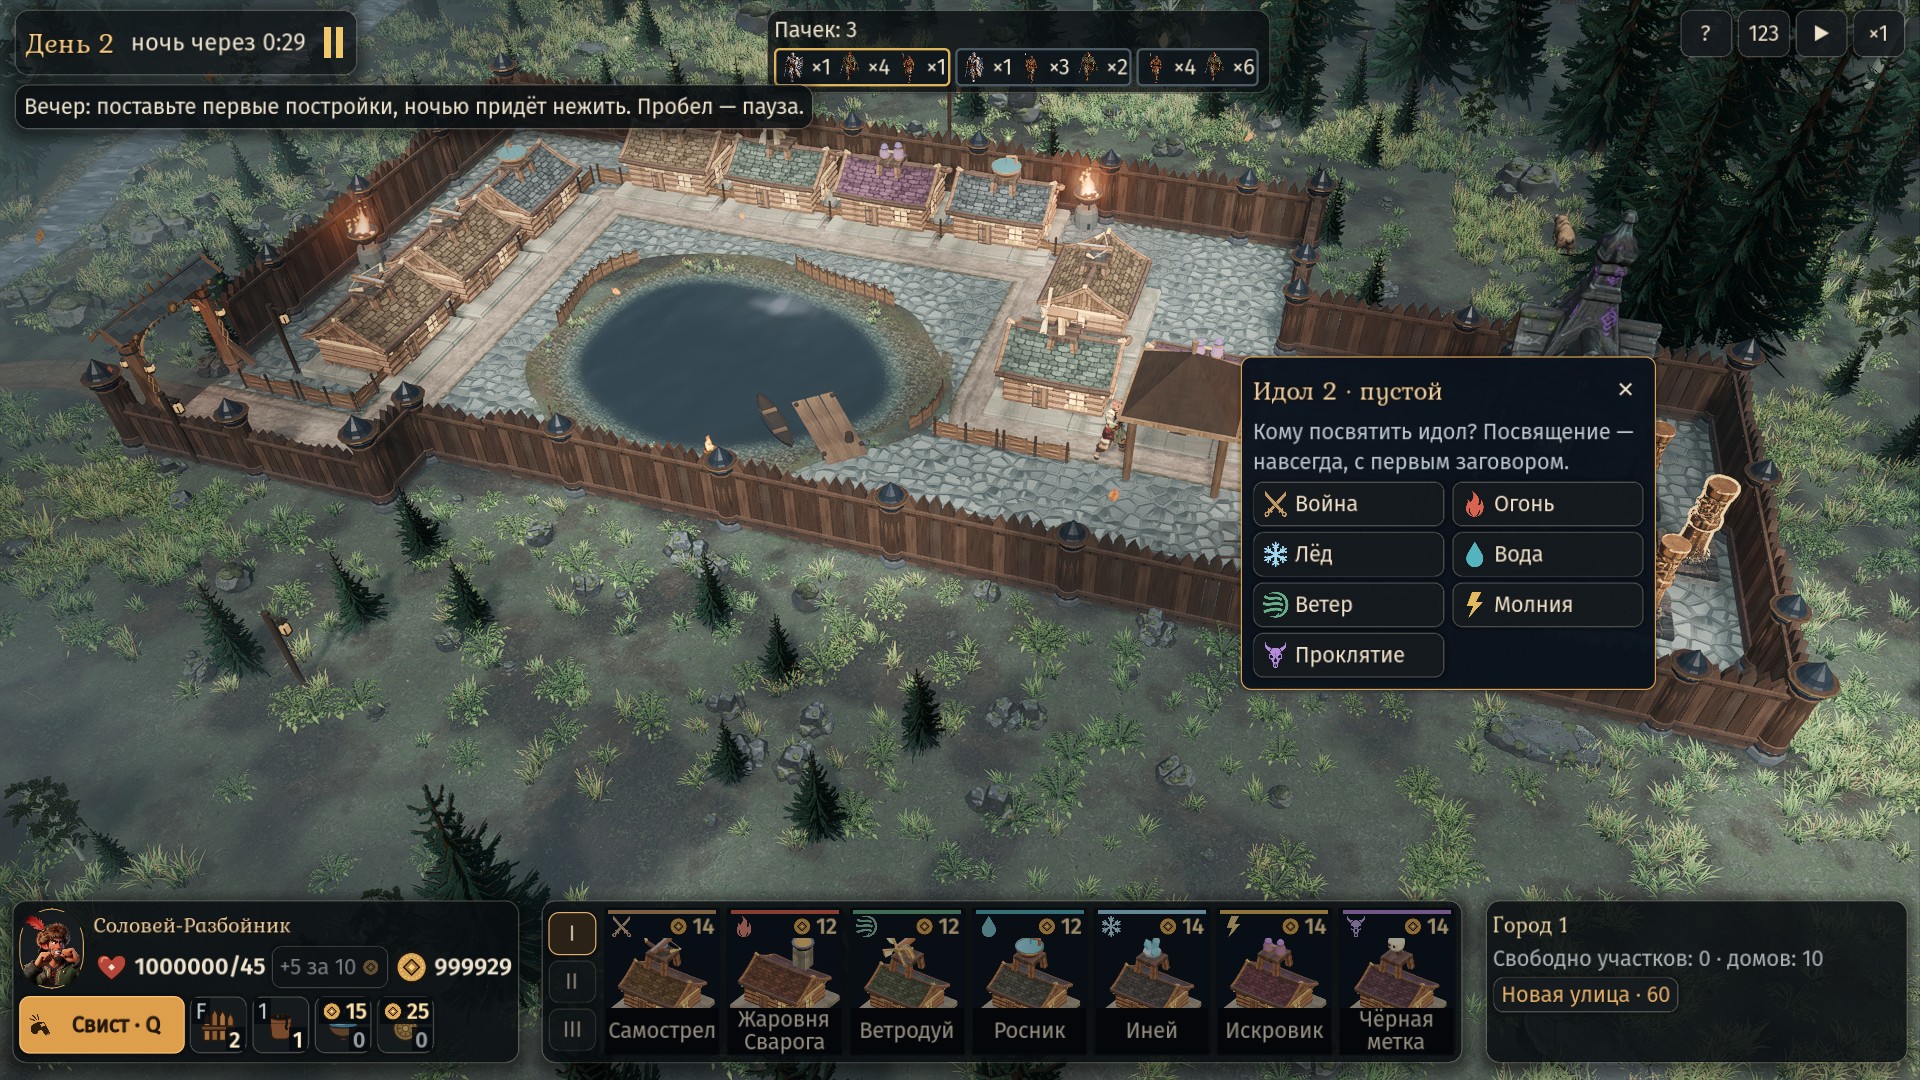 День 2 ночь через 0:29
Вечер: поставьте первые постройки, ночью придёт нежить. Пробел — пауза.
Пачек: 3
×1 ×4 ×1 ×1 ×3 ×2 ×4 ×6
? 123 ×1
Идол 2 · пустой ×
Кому посвятить идол? Посвящение —
навсегда, с первым заговором.
Война Огонь
Лёд Вода
Ветер Молния
Проклятие
Соловей-Разбойник
1000000/45 +5 за 10 999929
Свист · Q F 2 1 1 15 0 25 0
I
II
III
14 12 12 12 14 14 14
Самострел Жаровня Сварога Ветродуй Росник Иней Искровик Чёрная метка
Город 1
Свободно участков: 0 · домов: 10
Новая улица · 60